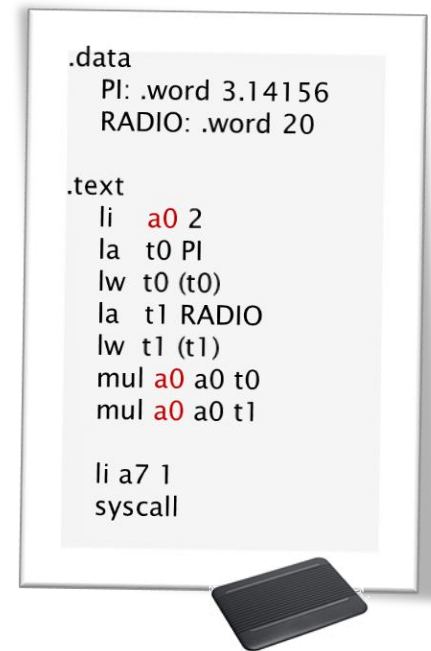 .data
PI: .word 3.14156
RADIO: .word 20
.text
li a0 2
la t0 PI
lw t0 (t0)
la t1 RADIO
lw t1 (t1)
mul a0 a0 t0
mul a0 a0 t1
li a7 1
syscall